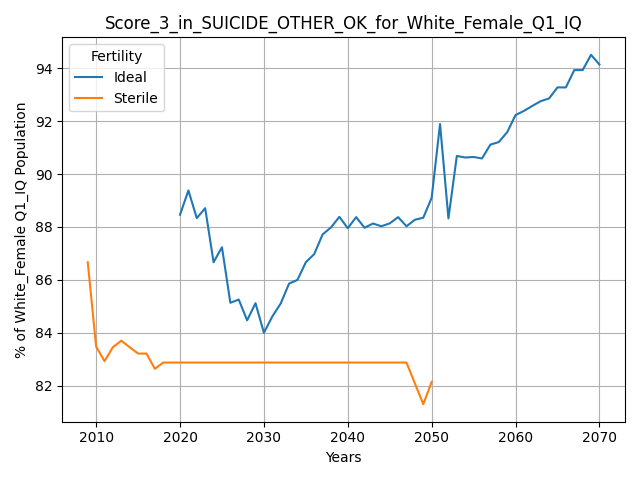 Score_3_in_SUICIDE_OTHER_OK_for_White_Female_Q1_IQ
Fertility
Ideal
Sterile
% of White_Female Q1_IQ Population
94
92
90
88
86
84
82
2010 2020 2030 2040 2050 2060 2070
Years